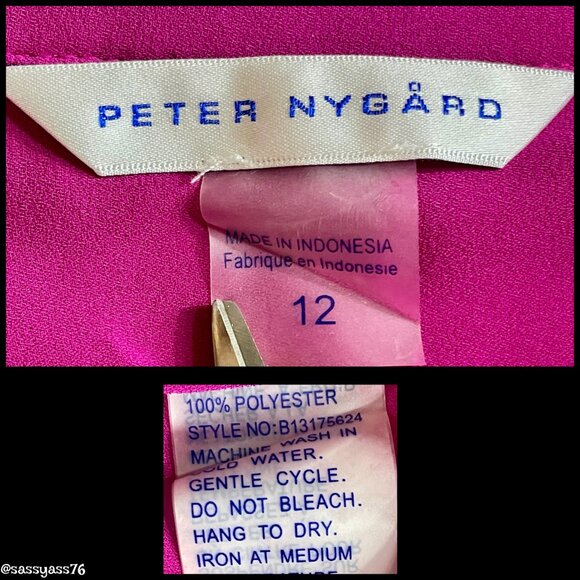 PETER NYGÅRD
MADE IN INDONESIA
Fabrique en Indonesie
12
100% POLYESTER
STYLE NO:B13175624
MACHINE WASH IN
COLD WATER.
GENTLE CYCLE.
DO NOT BLEACH.
HANG TO DRY.
IRON AT MEDIUM
@sassyass76